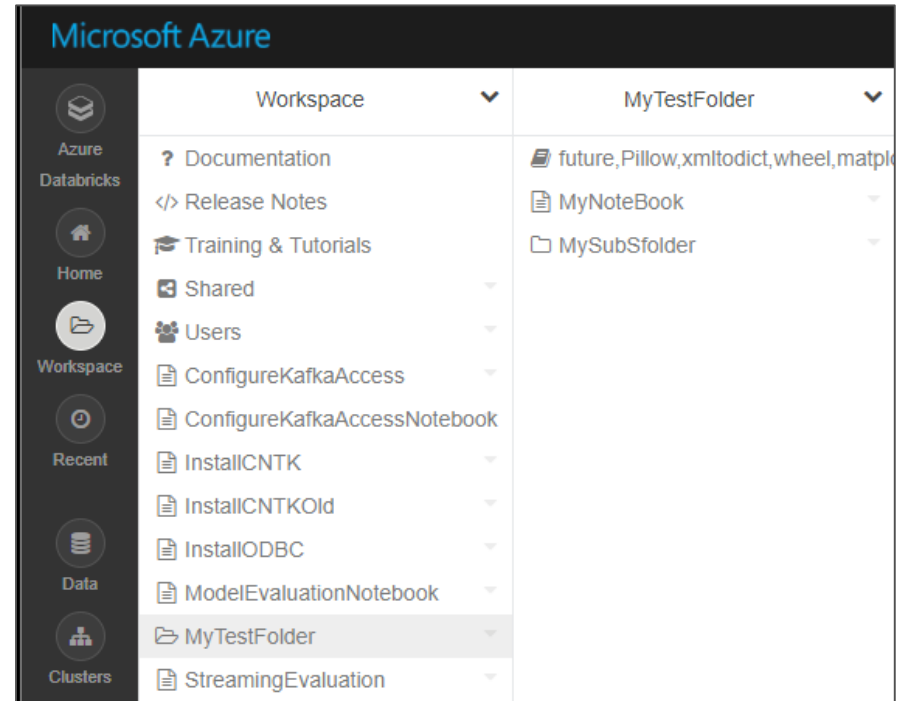 Microsoft Azure
Azure
Databricks
Home
Workspace
Recent
Data
Clusters
Workspace
? Documentation
</> Release Notes
Training & Tutorials
Shared
Users
ConfigureKafkaAccess
ConfigureKafkaAccessNotebook
InstallCNTK
InstallCNTKOld
InstallODBC
ModelEvaluationNotebook
MyTestFolder
StreamingEvaluation
MyTestFolder
future,Pillow,xmltodict,wheel,matplo
MyNoteBook
MySubSfolder